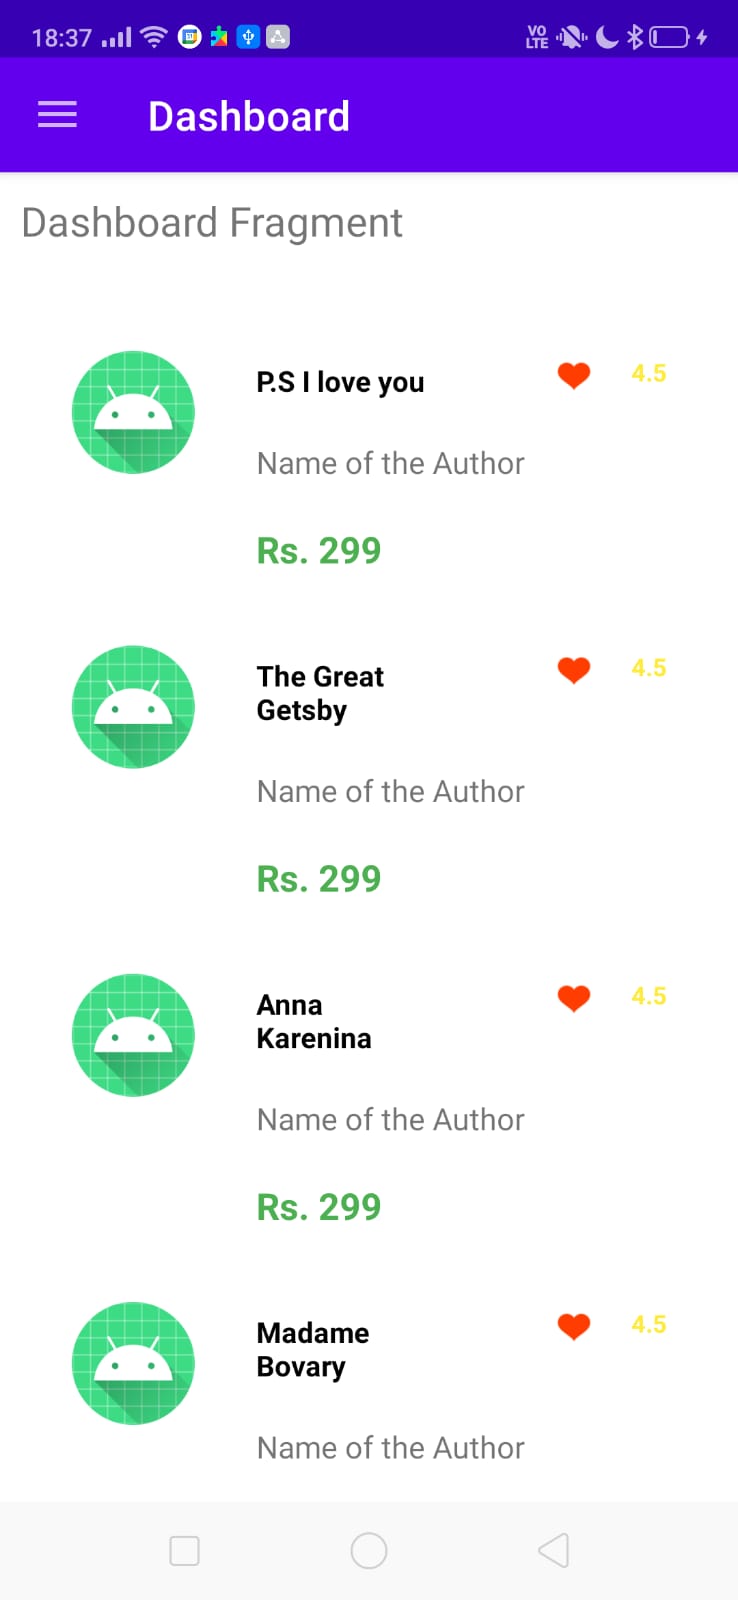 18:37
VO
LTE
Dashboard
Dashboard Fragment
P.S I love you
4.5
Name of the Author
Rs. 299
The Great
Getsby
4.5
Name of the Author
Rs. 299
Anna
Karenina
4.5
Name of the Author
Rs. 299
Madame
Bovary
4.5
Name of the Author